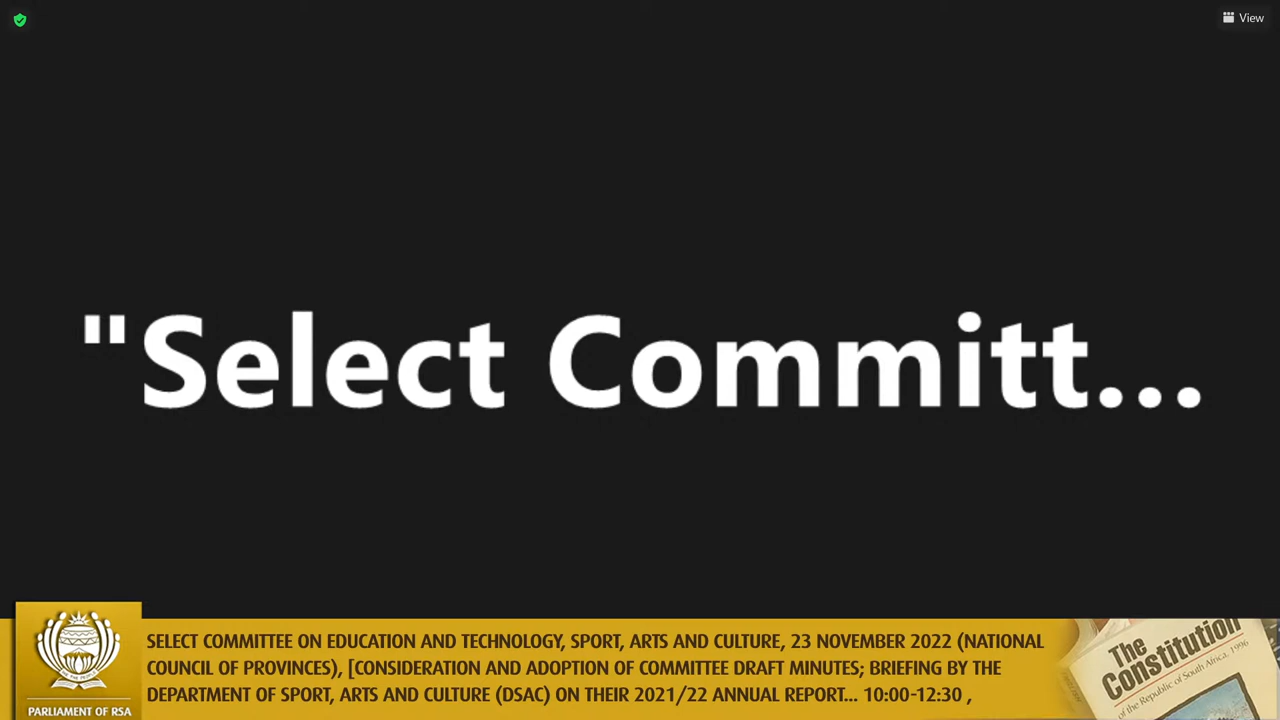 View
"Select Committ...
SELECT COMMITTEE ON EDUCATION AND TECHNOLOGY, SPORT, ARTS AND CULTURE, 23 NOVEMBER 2022 (NATIONAL
COUNCIL OF PROVINCES), [CONSIDERATION AND ADOPTION OF COMMITTEE DRAFT MINUTES; BRIEFING BY THE
DEPARTMENT OF SPORT, ARTS AND CULTURE (DSAC) ON THEIR 2021/22 ANNUAL REPORT... 10:00-12:30 ,
PARLIAMENT OF RSA
The
Constitution
of the Republic of South Africa, 1996